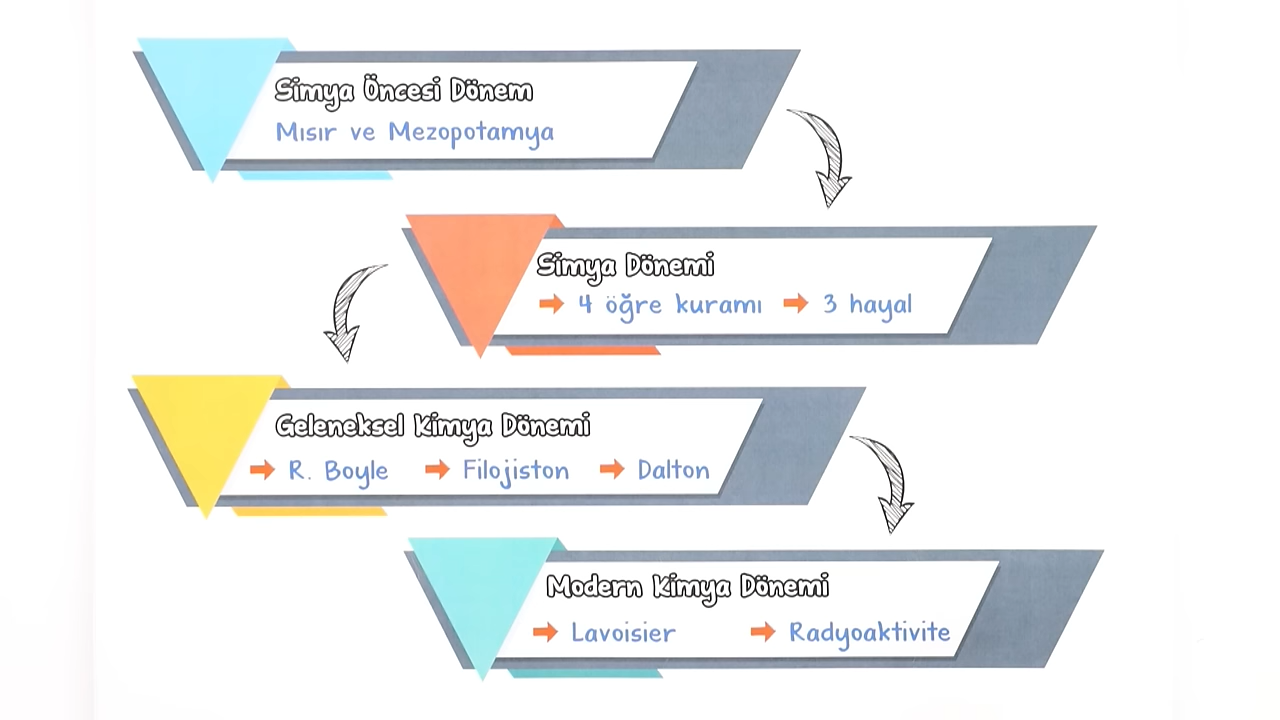 Simya Öncesi Dönem
Mısır ve Mezopotamya
Simya Dönemi
4 öğre kuramı 3 hayal
Geleneksel Kimya Dönemi
R. Boyle Filojiston Dalton
Modern Kimya Dönemi
Lavoisier Radyoaktivite